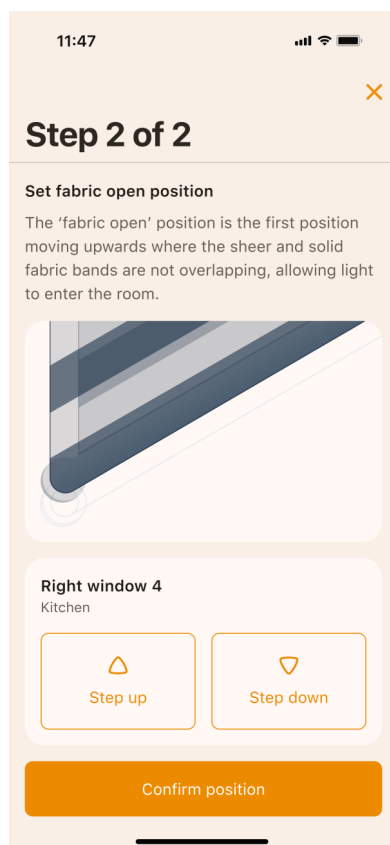 11:47
Step 2 of 2
Set fabric open position
The ‘fabric open’ position is the first position
moving upwards where the sheer and solid
fabric bands are not overlapping, allowing light
to enter the room.
Right window 4
Kitchen
Step up
Step down
Confirm position